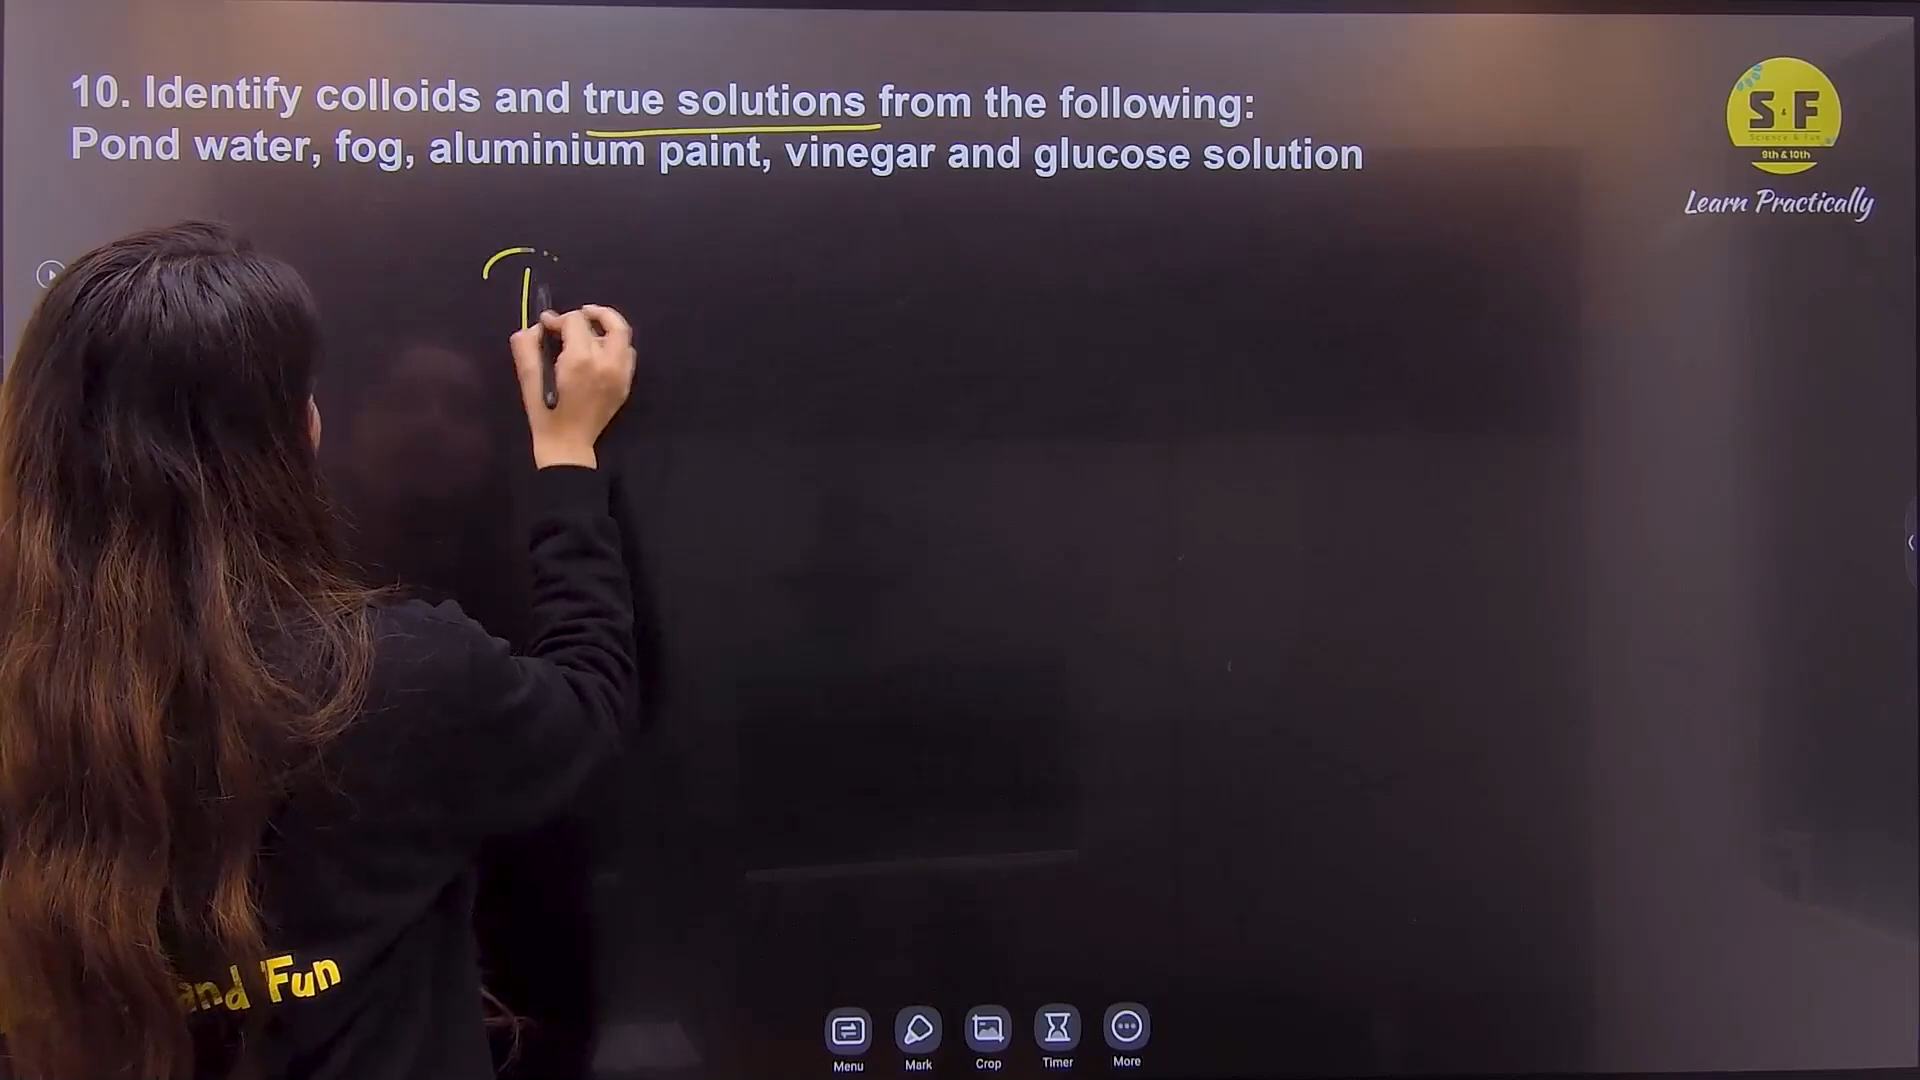 10. Identify colloids and true solutions from the following:
Pond water, fog, aluminium paint, vinegar and glucose solution
S & F
Science & Fun
9th & 10th
Learn Practically
and Fun
Menu
Mark
Crop
Timer
More